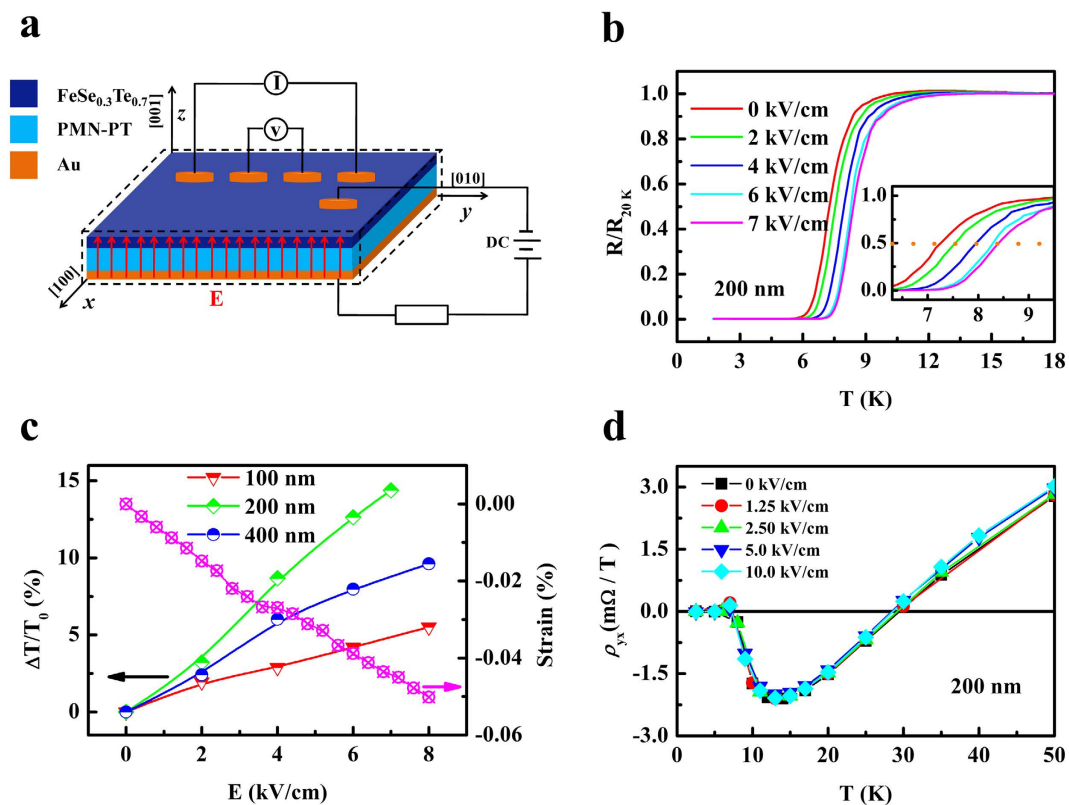 a
FeSe0.3Te0.7
PMN-PT
Au
[001]
z
I
v
[010]
y
DC
[100]
x
E
b
R/R20 K
1.0
0.8
0.6
0.4
0.2
0.0
0 kV/cm
2 kV/cm
4 kV/cm
6 kV/cm
7 kV/cm
200 nm
1.0
0.5
0.0
7 8 9
0 3 6 9 12 15 18
T (K)
c
ΔT/T0 (%)
15
10
5
0
100 nm
200 nm
400 nm
0.00
-0.02
-0.04
-0.06
Strain (%)
0 2 4 6 8
E (kV/cm)
d
ρyx(mΩ / T)
3.0
1.5
0.0
-1.5
-3.0
0 kV/cm
1.25 kV/cm
2.50 kV/cm
5.0 kV/cm
10.0 kV/cm
200 nm
0 10 20 30 40 50
T (K)